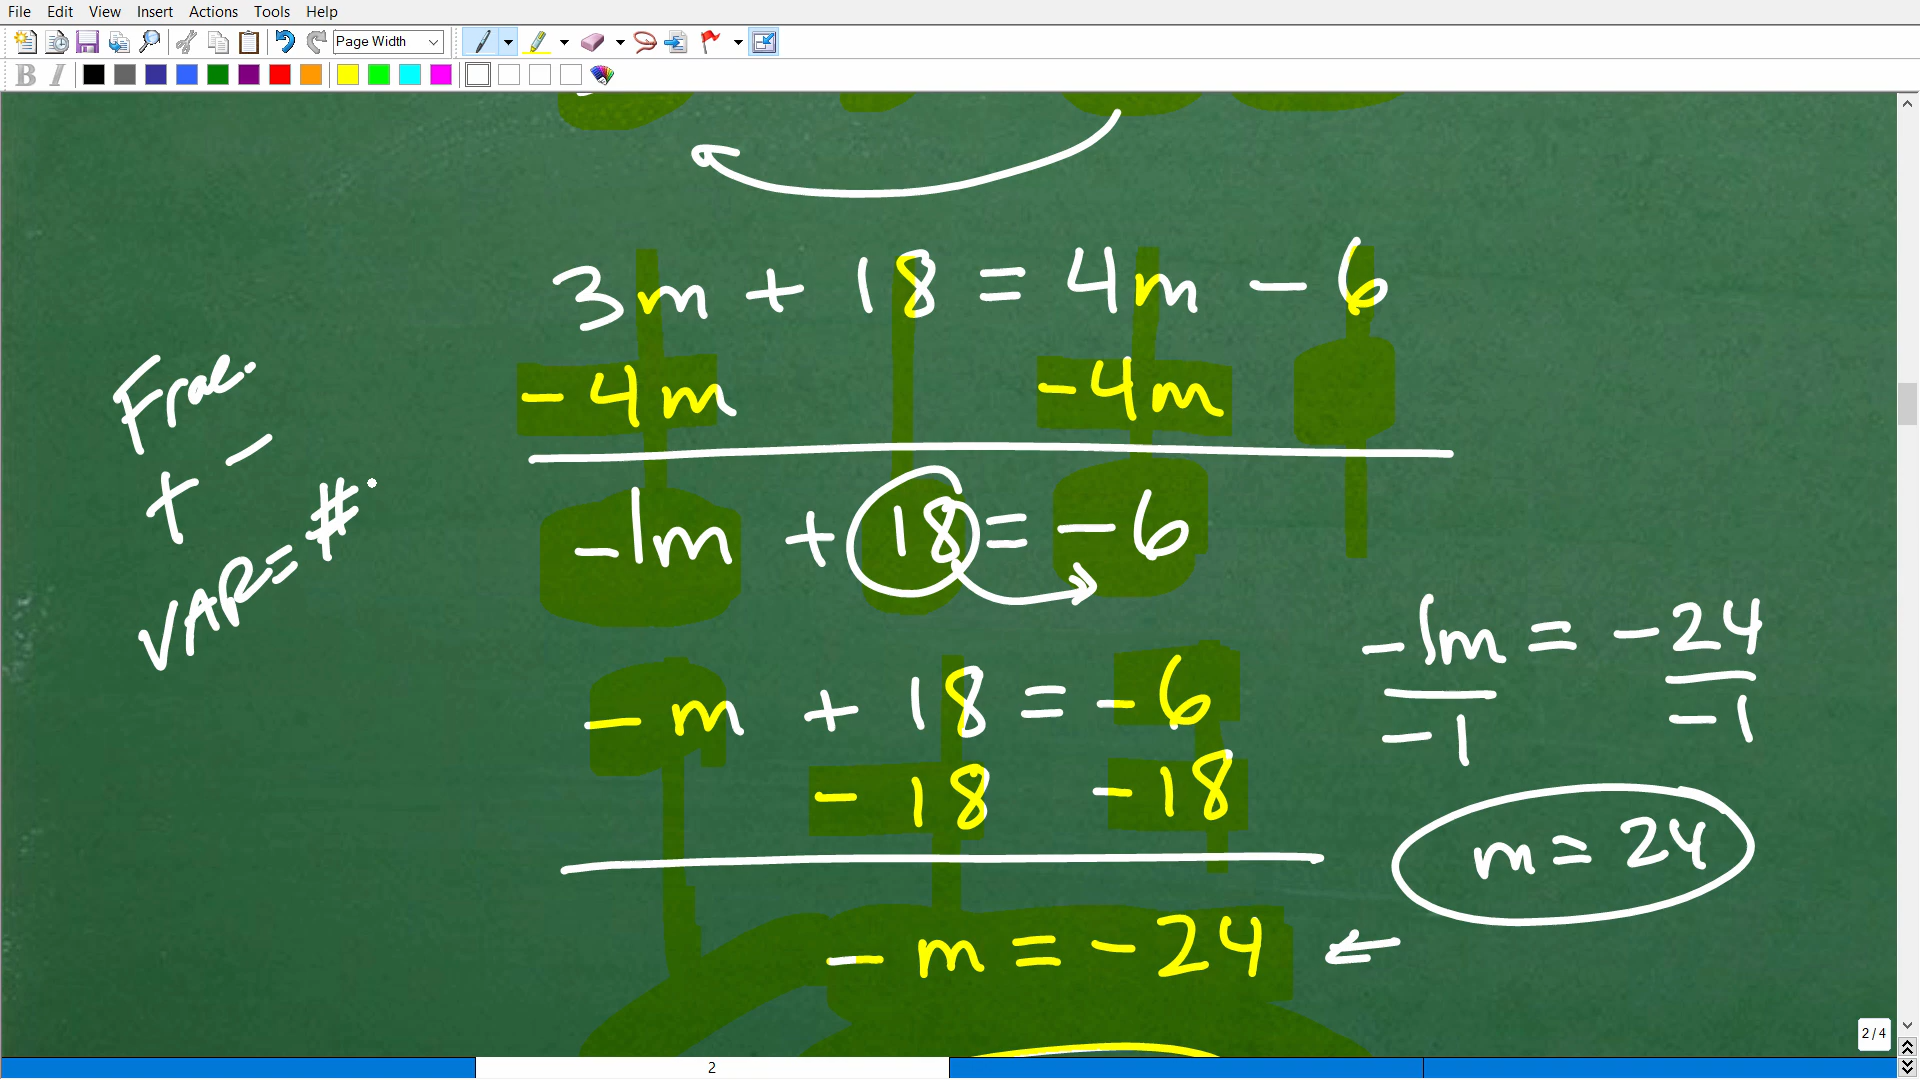 File Edit View Insert Actions Tools Help
Page Width
B I
3m + 18 = 4m - 6
- 4m - 4m
-1m + 18 = -6
- m + 18 = -6
- 18 -18
- m = -24
Frac.
+ -
VAR = #
-1m = -24
-1 -1
m = 24
2 / 4
2